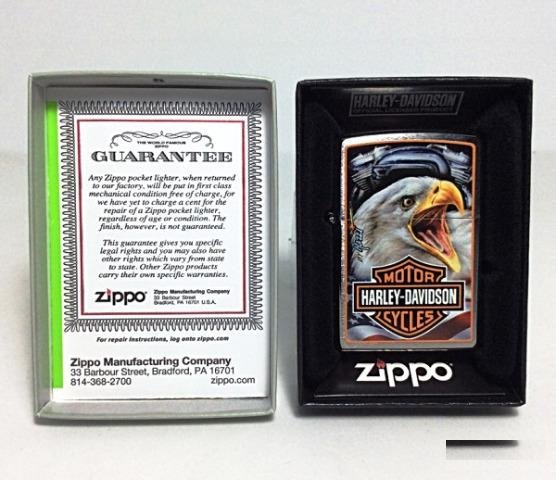 THE WORLD FAMOUS
ZIPPO
GUARANTEE
Any Zippo pocket lighter, when returned
to our factory, will be put in first class
mechanical condition free of charge, for
we have yet to charge a cent for the
repair of a Zippo pocket lighter,
regardless of age or condition. The
finish, however, is not guaranteed.
This guarantee gives you specific
legal rights and you may also have
other rights which vary from state
to state. Other Zippo products
carry their own specific warranties.
Zippo
Zippo Manufacturing Company
33 Barbour Street
Bradford, PA 16701 U.S.A.
For repair instructions, log onto zippo.com
Zippo Manufacturing Company
33 Barbour Street, Bradford, PA 16701
814-368-2700 zippo.com
HARLEY-DAVIDSON
OFFICIAL LICENSED PRODUCT
MOTOR
HARLEY-DAVIDSON
CYCLES
Zippo